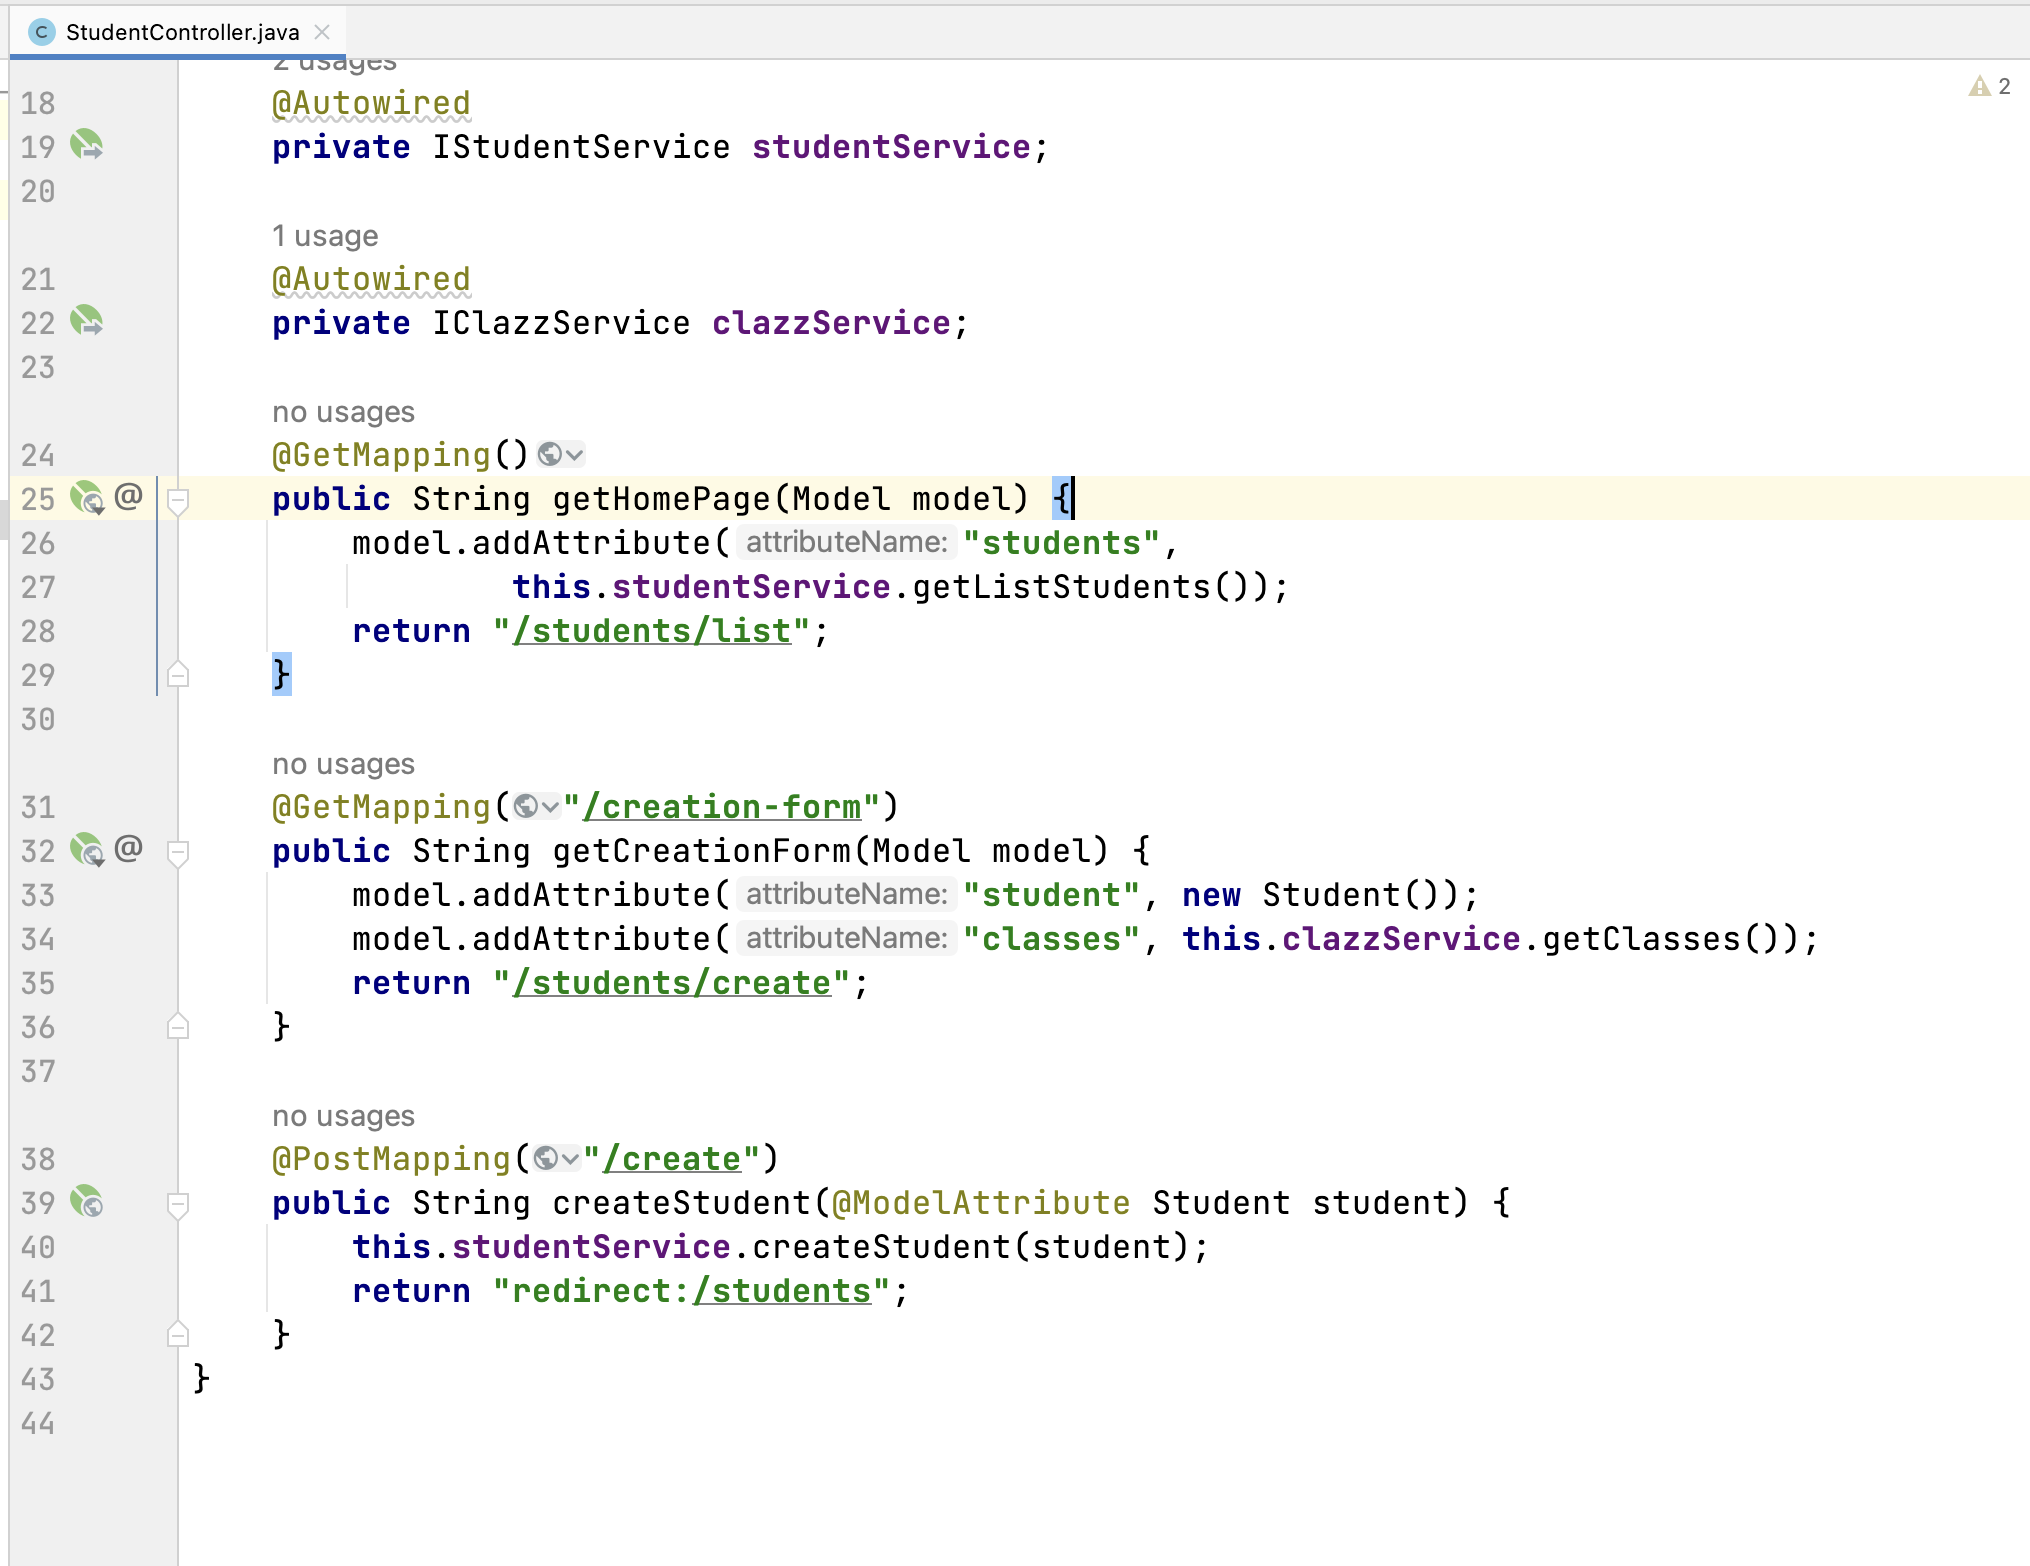 StudentController.java
2 usages
2
18 @Autowired
19 private IStudentService studentService;
20
1 usage
21 @Autowired
22 private IClazzService clazzService;
23
no usages
24 @GetMapping()
25 @ public String getHomePage(Model model) {
26 model.addAttribute( attributeName: "students",
27 this.studentService.getListStudents());
28 return "/students/list";
29 }
30
no usages
31 @GetMapping("/creation-form")
32 @ public String getCreationForm(Model model) {
33 model.addAttribute( attributeName: "student", new Student());
34 model.addAttribute( attributeName: "classes", this.clazzService.getClasses());
35 return "/students/create";
36 }
37
no usages
38 @PostMapping("/create")
39 public String createStudent(@ModelAttribute Student student) {
40 this.studentService.createStudent(student);
41 return "redirect:/students";
42 }
43 }
44